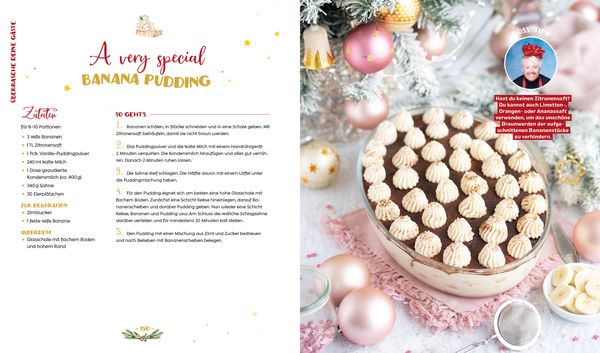 ÜBERRASCHE DEINE GÄSTE
A very special
BANANA PUDDING
Zutaten
für 8-10 Portionen
3 reife Bananen
1 TL Zitronensaft
1 Pck. Vanille-Puddingpulver
240 ml kalte Milch
1 Dose gezuckerte
Kondensmilch (ca. 400 g)
340 g Sahne
30 Eierplätzchen
ZUR DEKORATION
Zimtzucker
1 feste reife Banane
AUßERDEM
Glasschale mit flachem Boden
und hohem Rand
SO GEHT'S
1. Bananen schälen, in Stücke schneiden und in eine Schale geben. Mit
Zitronensaft beträufeln, damit sie nicht braun werden.
2. Das Puddingpulver und die kalte Milch mit einem Handrührgerät
2 Minuten verquirlen. Die Kondensmilch hinzufügen und alles gut verrüh-
ren. Danach 2 Minuten ruhen lassen.
3. Die Sahne steif schlagen. Die Hälfte davon mit einem Löffel unter
die Puddingmischung heben.
4. Für den Pudding eignet sich am besten eine hohe Glasschale mit
flachem Boden. Zunächst eine Schicht Kekse hineinlegen, darauf Ba-
nanenscheiben und darüber Pudding geben. Nun wieder eine Schicht
Kekse, Bananen und Pudding usw. Am Schluss die restliche Schlagsahne
darüber verteilen und für 30 Minuten kalt stellen.
5. Den Pudding mit einer Mischung aus Zimt und Zucker bestreuen
und nach Belieben mit Bananenscheiben belegen.
150
ROSS' TIPP
Hast du keinen Zitronensaft?
Du kannst auch Limetten-,
Orangen- oder Ananassaft
verwenden, um das unschöne
Braunwerden der aufge-
schnittenen Bananenstücke
zu verhindern.